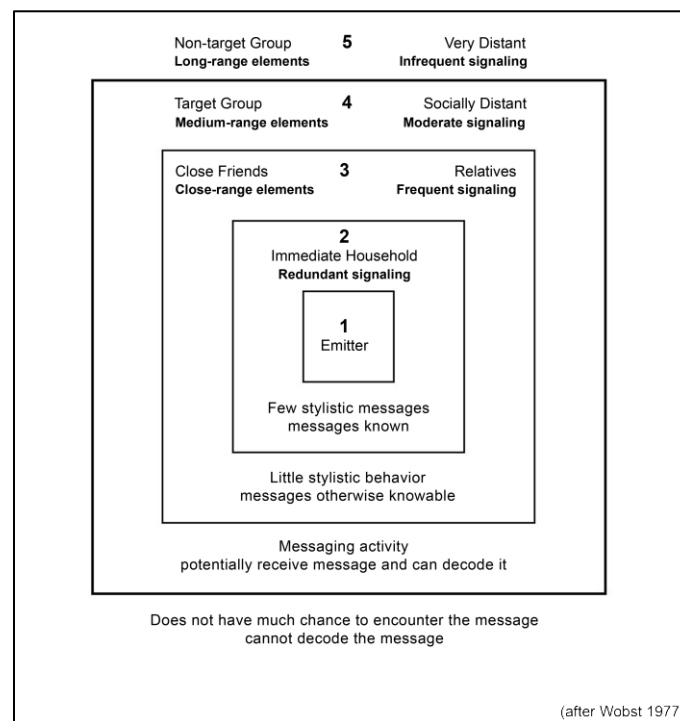 Non-target Group 5 Very Distant
Long-range elements Infrequent signaling
Target Group 4 Socially Distant
Medium-range elements Moderate signaling
Close Friends 3 Relatives
Close-range elements Frequent signaling
2
Immediate Household
Redundant signaling
1
Emitter
Few stylistic messages
messages known
Little stylistic behavior
messages otherwise knowable
Messaging activity
potentially receive message and can decode it
Does not have much chance to encounter the message
cannot decode the message
(after Wobst 1977